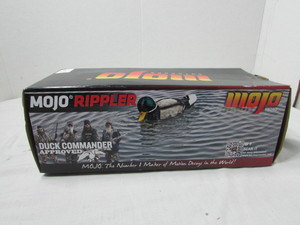 MOJO
MOJO® RIPPLER
MOJO
DUCK COMMANDER
APPROVED
MOJO, The Number 1 Maker of Motion Decoys in the World!